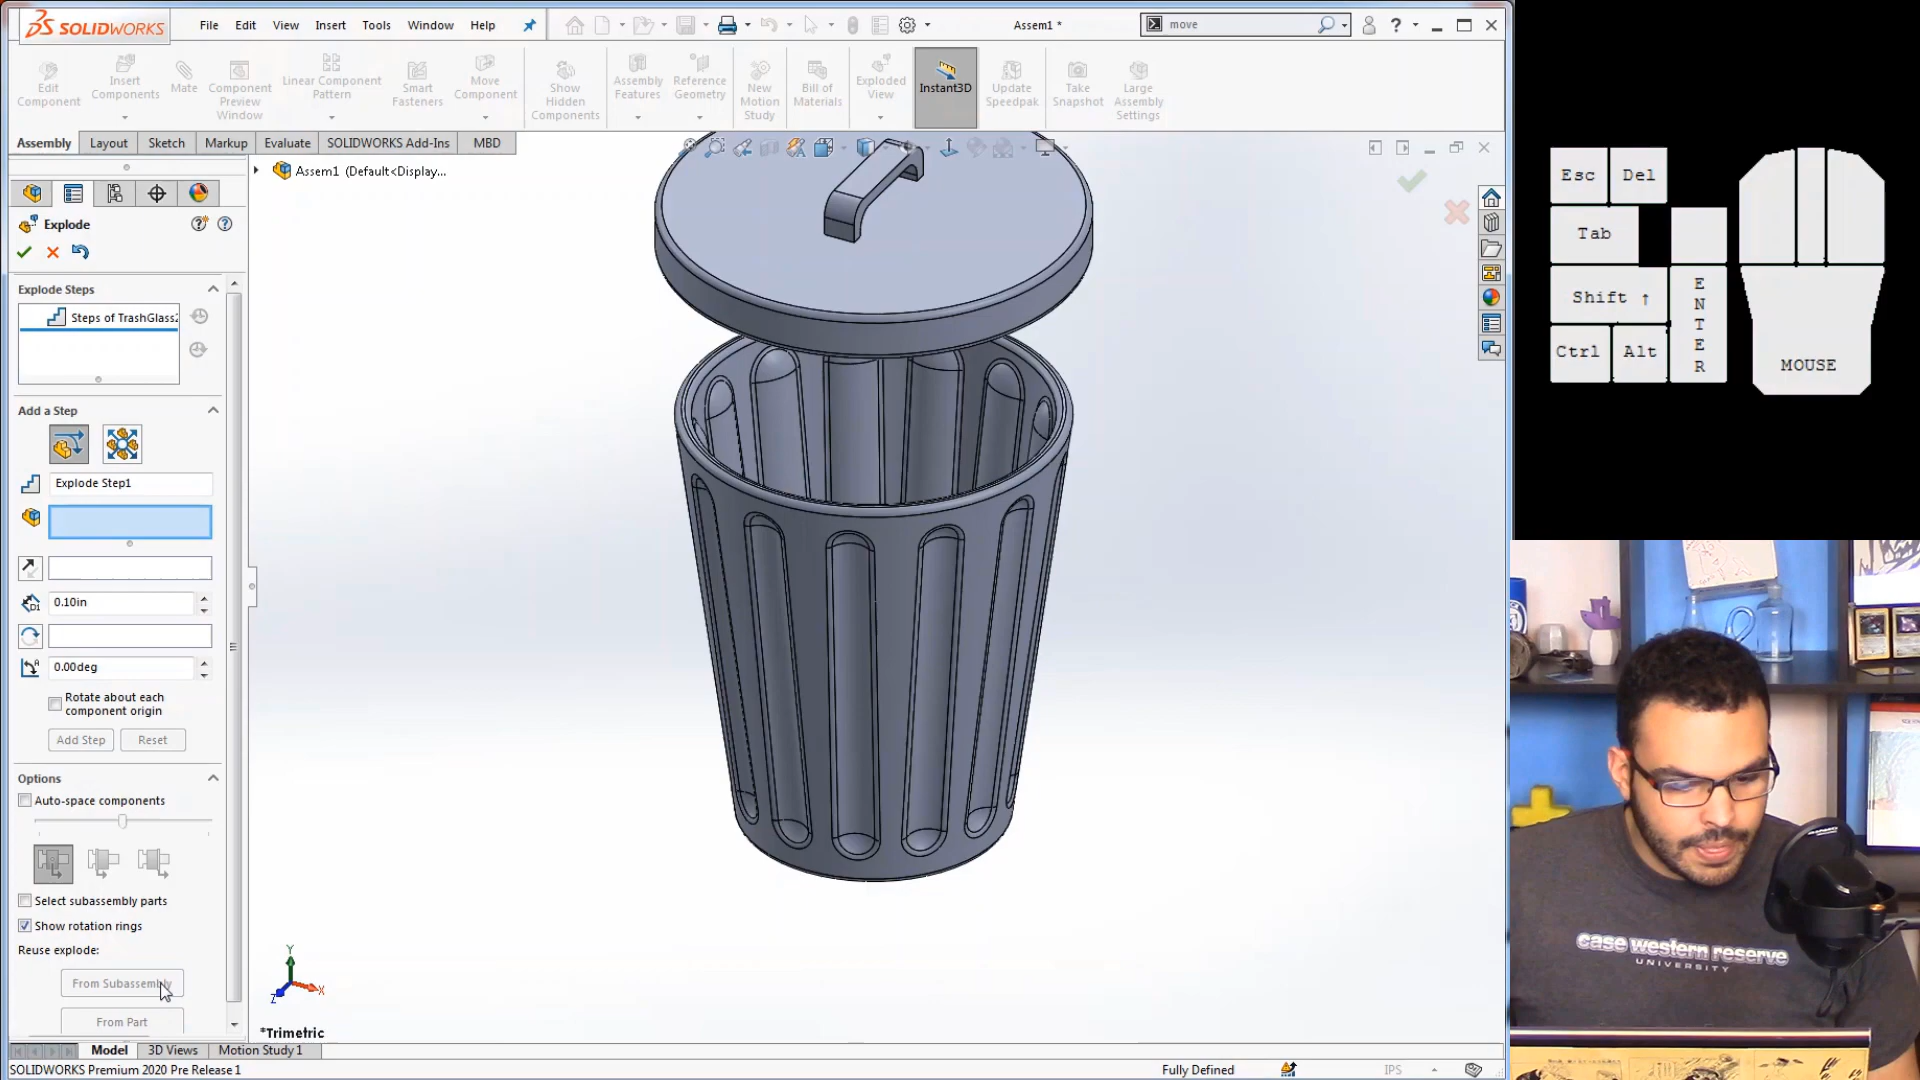 SOLIDWORKS File Edit View Insert Tools Window Help Assem1 * move ?
Edit Component
Insert Components
Mate
Component Preview Window
Linear Component Pattern
Smart Fasteners
Move Component
Show Hidden Components
Assembly Features
Reference Geometry
New Motion Study
Bill of Materials
Exploded View
Instant3D
Update Speedpak
Take Snapshot
Large Assembly Settings
Assembly Layout Sketch Markup Evaluate SOLIDWORKS Add-Ins MBD
Assem1 (Default<Display...
Explode
Explode Steps
Steps of TrashGlass2
Add a Step
Explode Step1
0.10in
0.00deg
Rotate about each
component origin
Add Step Reset
Options
Auto-space components
Select subassembly parts
Show rotation rings
Reuse explode:
From Subassembly
From Part
Y
X
Z
*Trimetric
Model 3D Views Motion Study 1
SOLIDWORKS Premium 2020 Pre Release 1 Fully Defined IPS
Esc Del
Tab
Shift ↑
Ctrl Alt
ENTER
MOUSE
case western reserve
UNIVERSITY